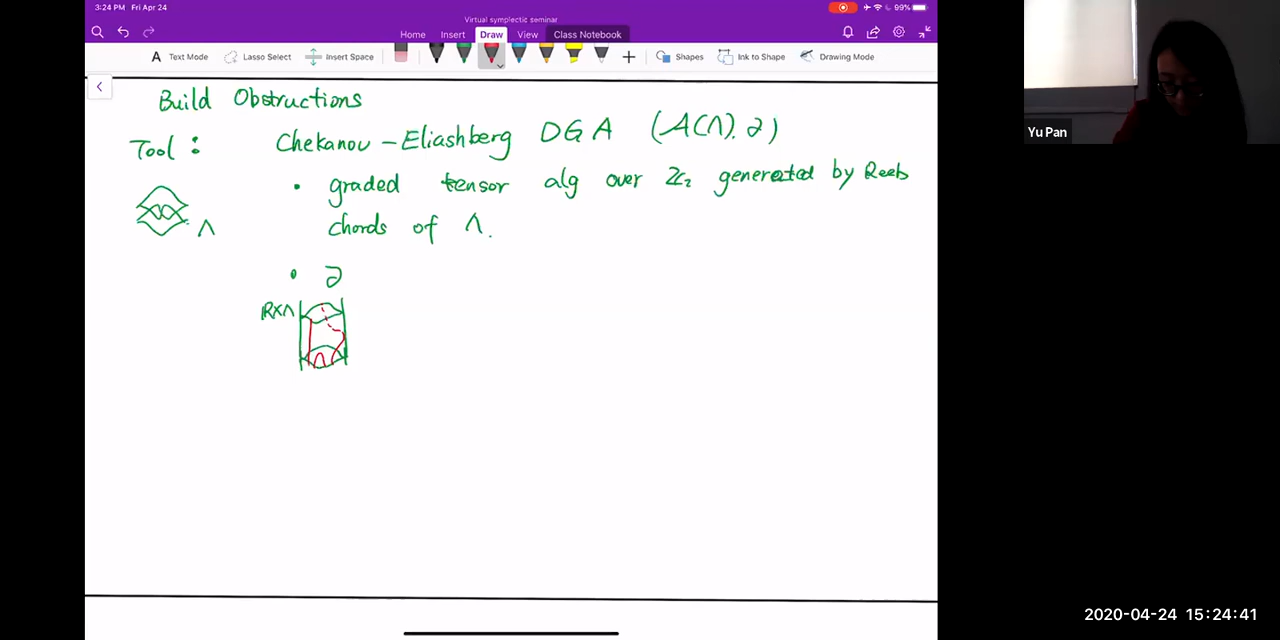 3:24 PM Fri Apr 24
99%
Virtual symplectic seminar
Home Insert Draw View Class Notebook
Text Mode Lasso Select Insert Space Shapes Ink to Shape Drawing Mode
Build Obstructions
Tool : Chekanov – Eliashberg DGA (A(Λ), ∂)
• graded tensor alg over ℤ₂ generated by Reeb
chords of Λ.
Λ
• ∂
ℝ×Λ
Yu Pan
2020-04-24 15:24:41